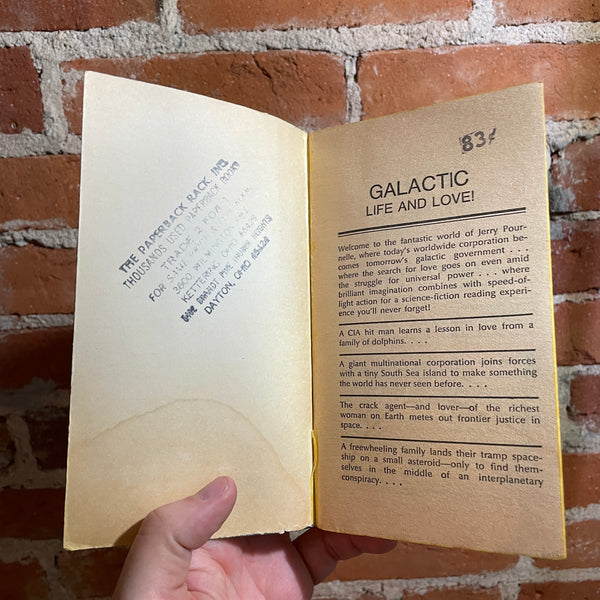 THE PAPERBACK RACK INC.
THOUSANDS USED PAPERBACK BOOKS
TRADE 2 FOR
FOR
KETTERING OHIO
DAYTON, OHIO 45424
83¢
GALACTIC
LIFE AND LOVE!
Welcome to the fantastic world of Jerry Pour-
nelle, where today's worldwide corporation be-
comes tomorrow's galactic government . . .
where the search for love goes on even amid
the struggle for universal power . . . where
brilliant imagination combines with speed-of-
light action for a science-fiction reading experi-
ence you'll never forget!
A CIA hit man learns a lesson in love from a
family of dolphins. . . .
A giant multinational corporation joins forces
with a tiny South Sea island to make something
the world has never seen before. . . .
The crack agent—and lover—of the richest
woman on Earth metes out frontier justice in
space. . . .
A freewheeling family lands their tramp space-
ship on a small asteroid—only to find them-
selves in the middle of an interplanetary
conspiracy. . . .